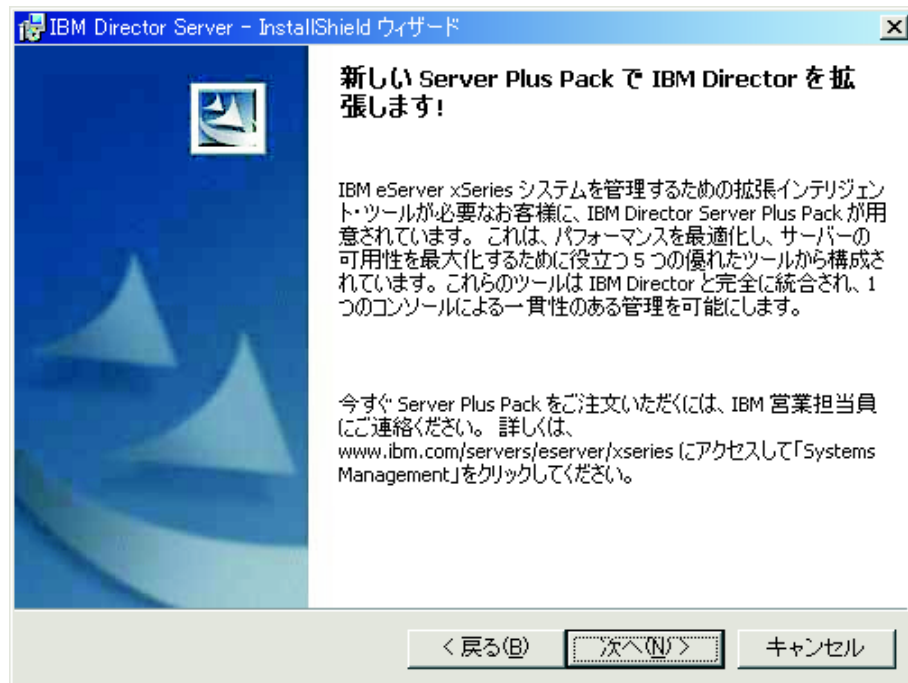 IBM Director Server - InstallShield ウィザード
新しい Server Plus Pack で IBM Director を拡
張します!
IBM eServer xSeries システムを管理するための拡張インテリジェン
ト・ツールが必要なお客様に、IBM Director Server Plus Pack が用
意されています。 これは、パフォーマンスを最適化し、サーバーの
可用性を最大化するために役立つ 5 つの優れたツールから構成さ
れています。これらのツールは IBM Director と完全に統合され、1
つのコンソールによる一貫性のある管理を可能にします。
今すぐ Server Plus Pack をご注文いただくには、IBM 営業担当員
にご連絡ください。 詳しくは、
www.ibm.com/servers/eserver/xseries にアクセスして「Systems
Management」をクリックしてください。
< 戻る(B) 次へ(N) > キャンセル